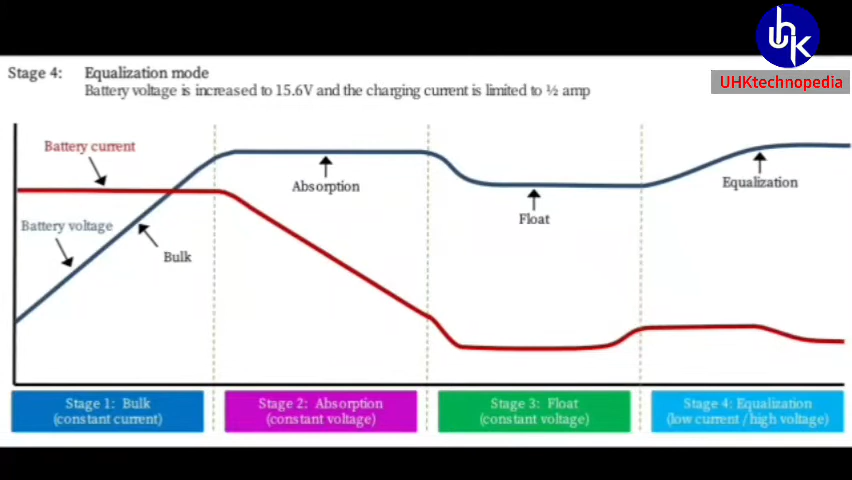 uhk
UHKtechnopedia
Stage 4: Equalization mode
Battery voltage is increased to 15.6V and the charging current is limited to ½ amp
Battery current
Absorption
Equalization
Battery voltage
Float
Bulk
Stage 1: Bulk
(constant current)
Stage 2: Absorption
(constant voltage)
Stage 3: Float
(constant voltage)
Stage 4: Equalization
(low current / high voltage)